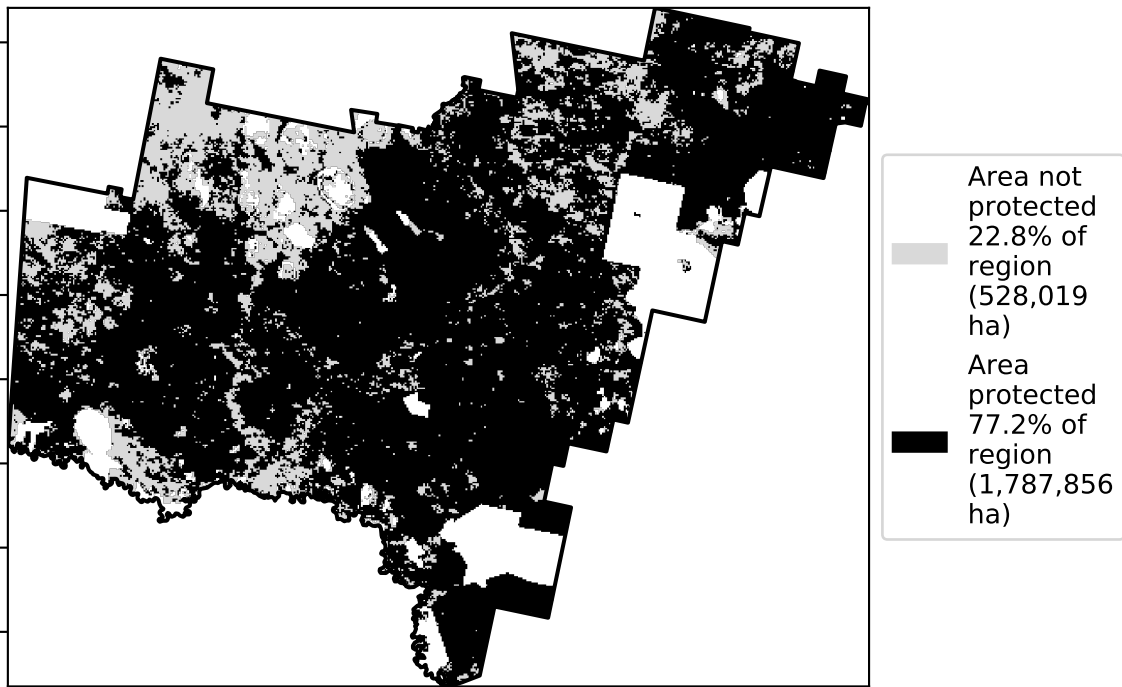 Area not
protected
22.8% of
region
(528,019
ha)
Area
protected
77.2% of
region
(1,787,856
ha)